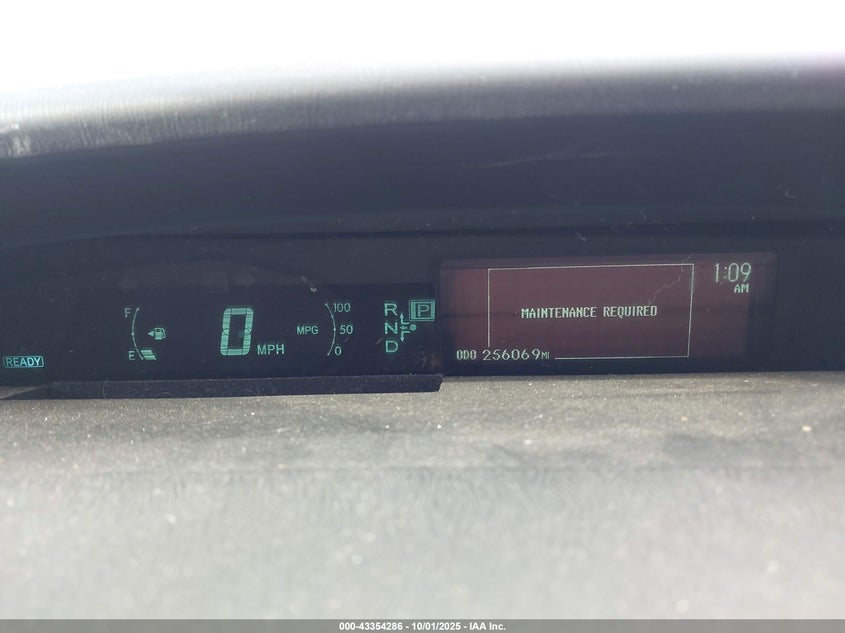 1:09
AM
MAINTENANCE REQUIRED
ODO 256069 MI
F
E
0 MPH
MPG
100
50
0
R
N
D
P
READY
000-43354286 - 10/01/2025 - IAA Inc.